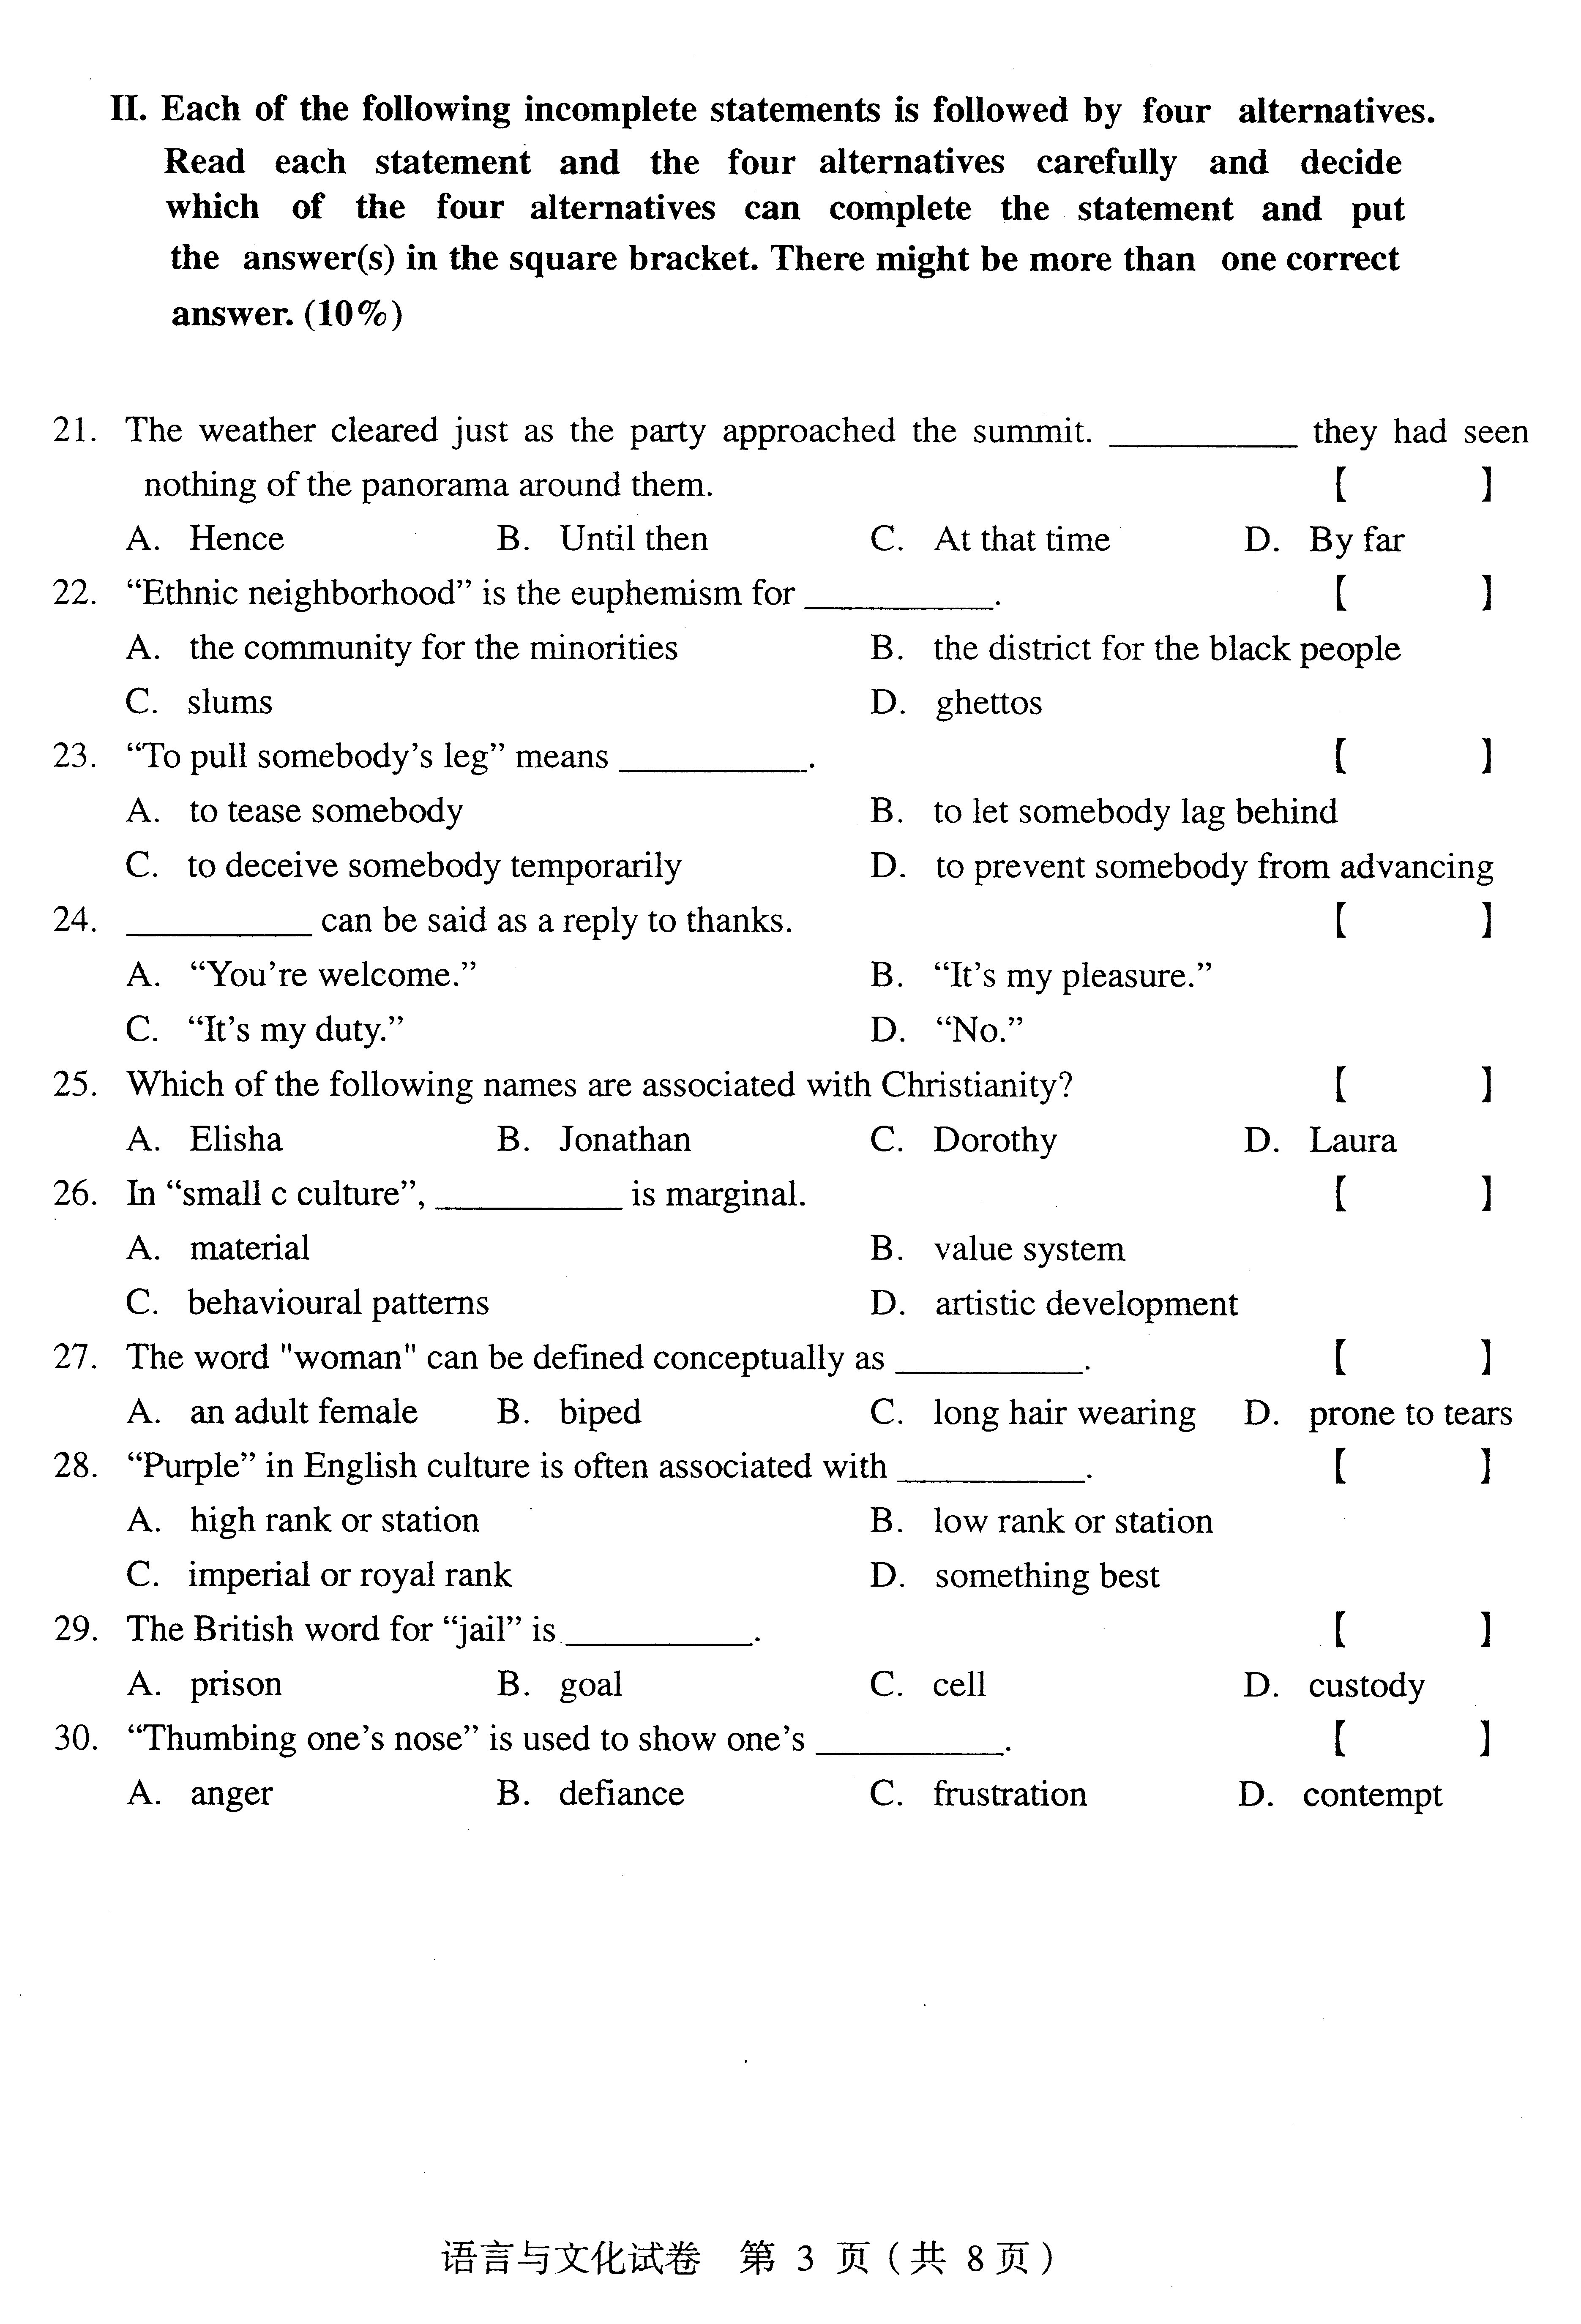 II. Each of the following incomplete statements is followed by four alternatives.
Read each statement and the four alternatives carefully and decide
which of the four alternatives can complete the statement and put
the answer(s) in the square bracket. There might be more than one correct
answer. (10%)
21. The weather cleared just as the party approached the summit. __________ they had seen
nothing of the panorama around them. 【 】
A. Hence B. Until then C. At that time D. By far
22. “Ethnic neighborhood” is the euphemism for __________. 【 】
A. the community for the minorities B. the district for the black people
C. slums D. ghettos
23. “To pull somebody’s leg” means __________. 【 】
A. to tease somebody B. to let somebody lag behind
C. to deceive somebody temporarily D. to prevent somebody from advancing
24. __________ can be said as a reply to thanks. 【 】
A. “You’re welcome.” B. “It’s my pleasure.”
C. “It’s my duty.” D. “No.”
25. Which of the following names are associated with Christianity? 【 】
A. Elisha B. Jonathan C. Dorothy D. Laura
26. In “small c culture”, __________ is marginal. 【 】
A. material B. value system
C. behavioural patterns D. artistic development
27. The word "woman" can be defined conceptually as __________. 【 】
A. an adult female B. biped C. long hair wearing D. prone to tears
28. “Purple” in English culture is often associated with __________. 【 】
A. high rank or station B. low rank or station
C. imperial or royal rank D. something best
29. The British word for “jail” is __________. 【 】
A. prison B. goal C. cell D. custody
30. “Thumbing one’s nose” is used to show one’s __________. 【 】
A. anger B. defiance C. frustration D. contempt
语言与文化试卷 第 3 页 ( 共 8 页 )